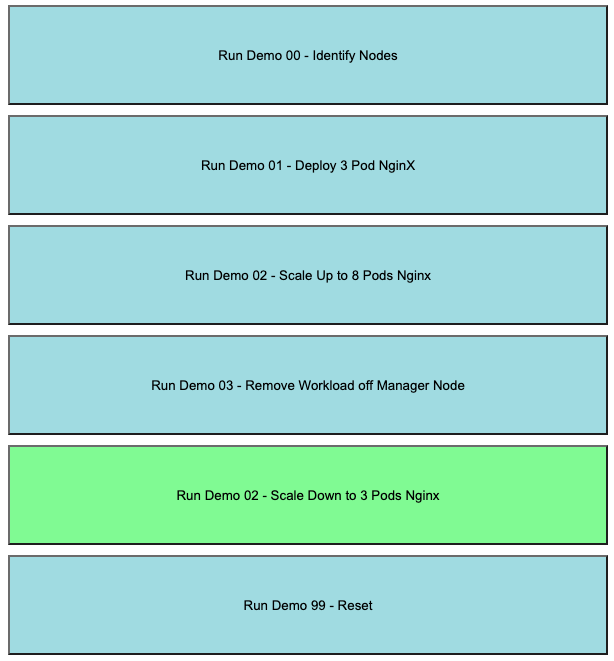 Run Demo 00 - Identify Nodes
Run Demo 01 - Deploy 3 Pod NginX
Run Demo 02 - Scale Up to 8 Pods Nginx
Run Demo 03 - Remove Workload off Manager Node
Run Demo 02 - Scale Down to 3 Pods Nginx
Run Demo 99 - Reset